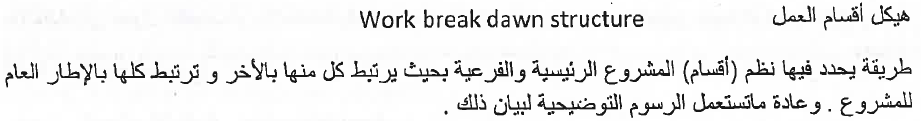 هيكل أقسام العمل Work break dawn structure
طريقة يحدد فيها نظم (أقسام) المشروع الرئيسية والفرعية بحيث يرتبط كل منها بالأخر و ترتبط كلها بالإطار العام
للمشروع . وعادة ماتستعمل الرسوم التوضيحية لبيان ذلك .